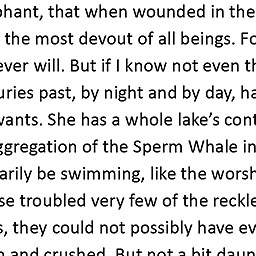 phant, that when wounded in the
the most devout of all beings. Fo
ever will. But if I know not even th
uries past, by night and by day, ha
vants. She has a whole lake’s cont
ggregation of the Sperm Whale in
arily be swimming, like the worsh
se troubled very few of the reckle
s, they could not possibly have ev
and crushed. But not a bit daun